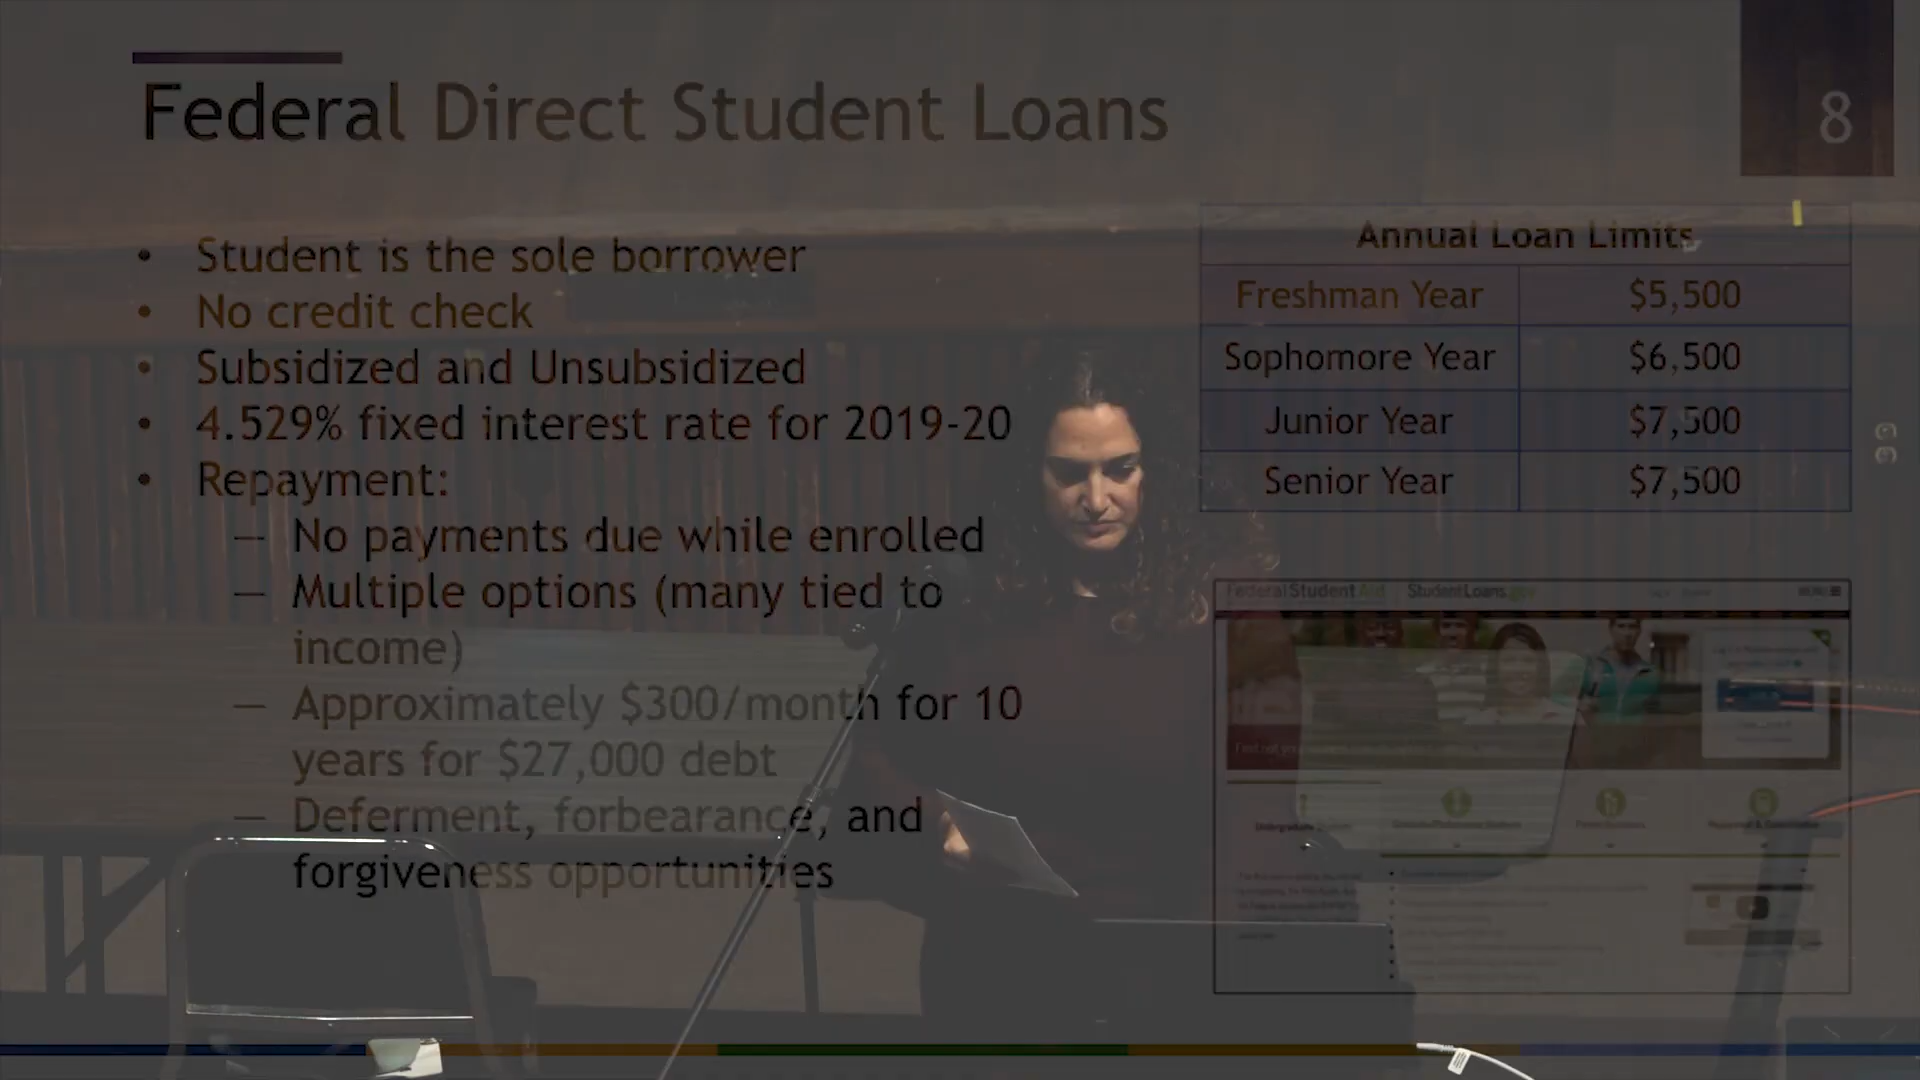 Federal Direct Student Loans
8
• Student is the sole borrower
• No credit check
• Subsidized and Unsubsidized
• 4.529% fixed interest rate for 2019-20
• Repayment:
— No payments due while enrolled
— Multiple options (many tied to
income)
— Approximately $300/month for 10
years for $27,000 debt
— Deferment, forbearance, and
forgiveness opportunities
Annual Loan Limits
Freshman Year $5,500
Sophomore Year $6,500
Junior Year $7,500
Senior Year $7,500
Federal Student Aid StudentLoans.gov